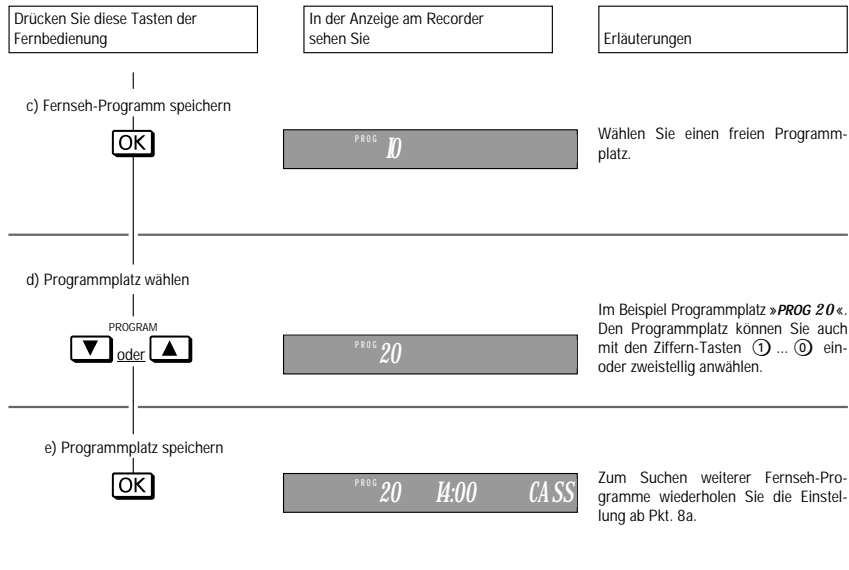 Drücken Sie diese Tasten der
Fernbedienung
In der Anzeige am Recorder
sehen Sie
Erläuterungen
c) Fernseh-Programm speichern
OK
PROG 10
Wählen Sie einen freien Programm-
platz.
d) Programmplatz wählen
PROGRAM
▼ oder ▲
PROG 20
Im Beispiel Programmplatz »PROG 20«.
Den Programmplatz können Sie auch
mit den Ziffern-Tasten ① ... ⓪ ein-
oder zweistellig anwählen.
e) Programmplatz speichern
OK
PROG 20 14:00 CASS
Zum Suchen weiterer Fernseh-Pro-
gramme wiederholen Sie die Einstel-
lung ab Pkt. 8a.